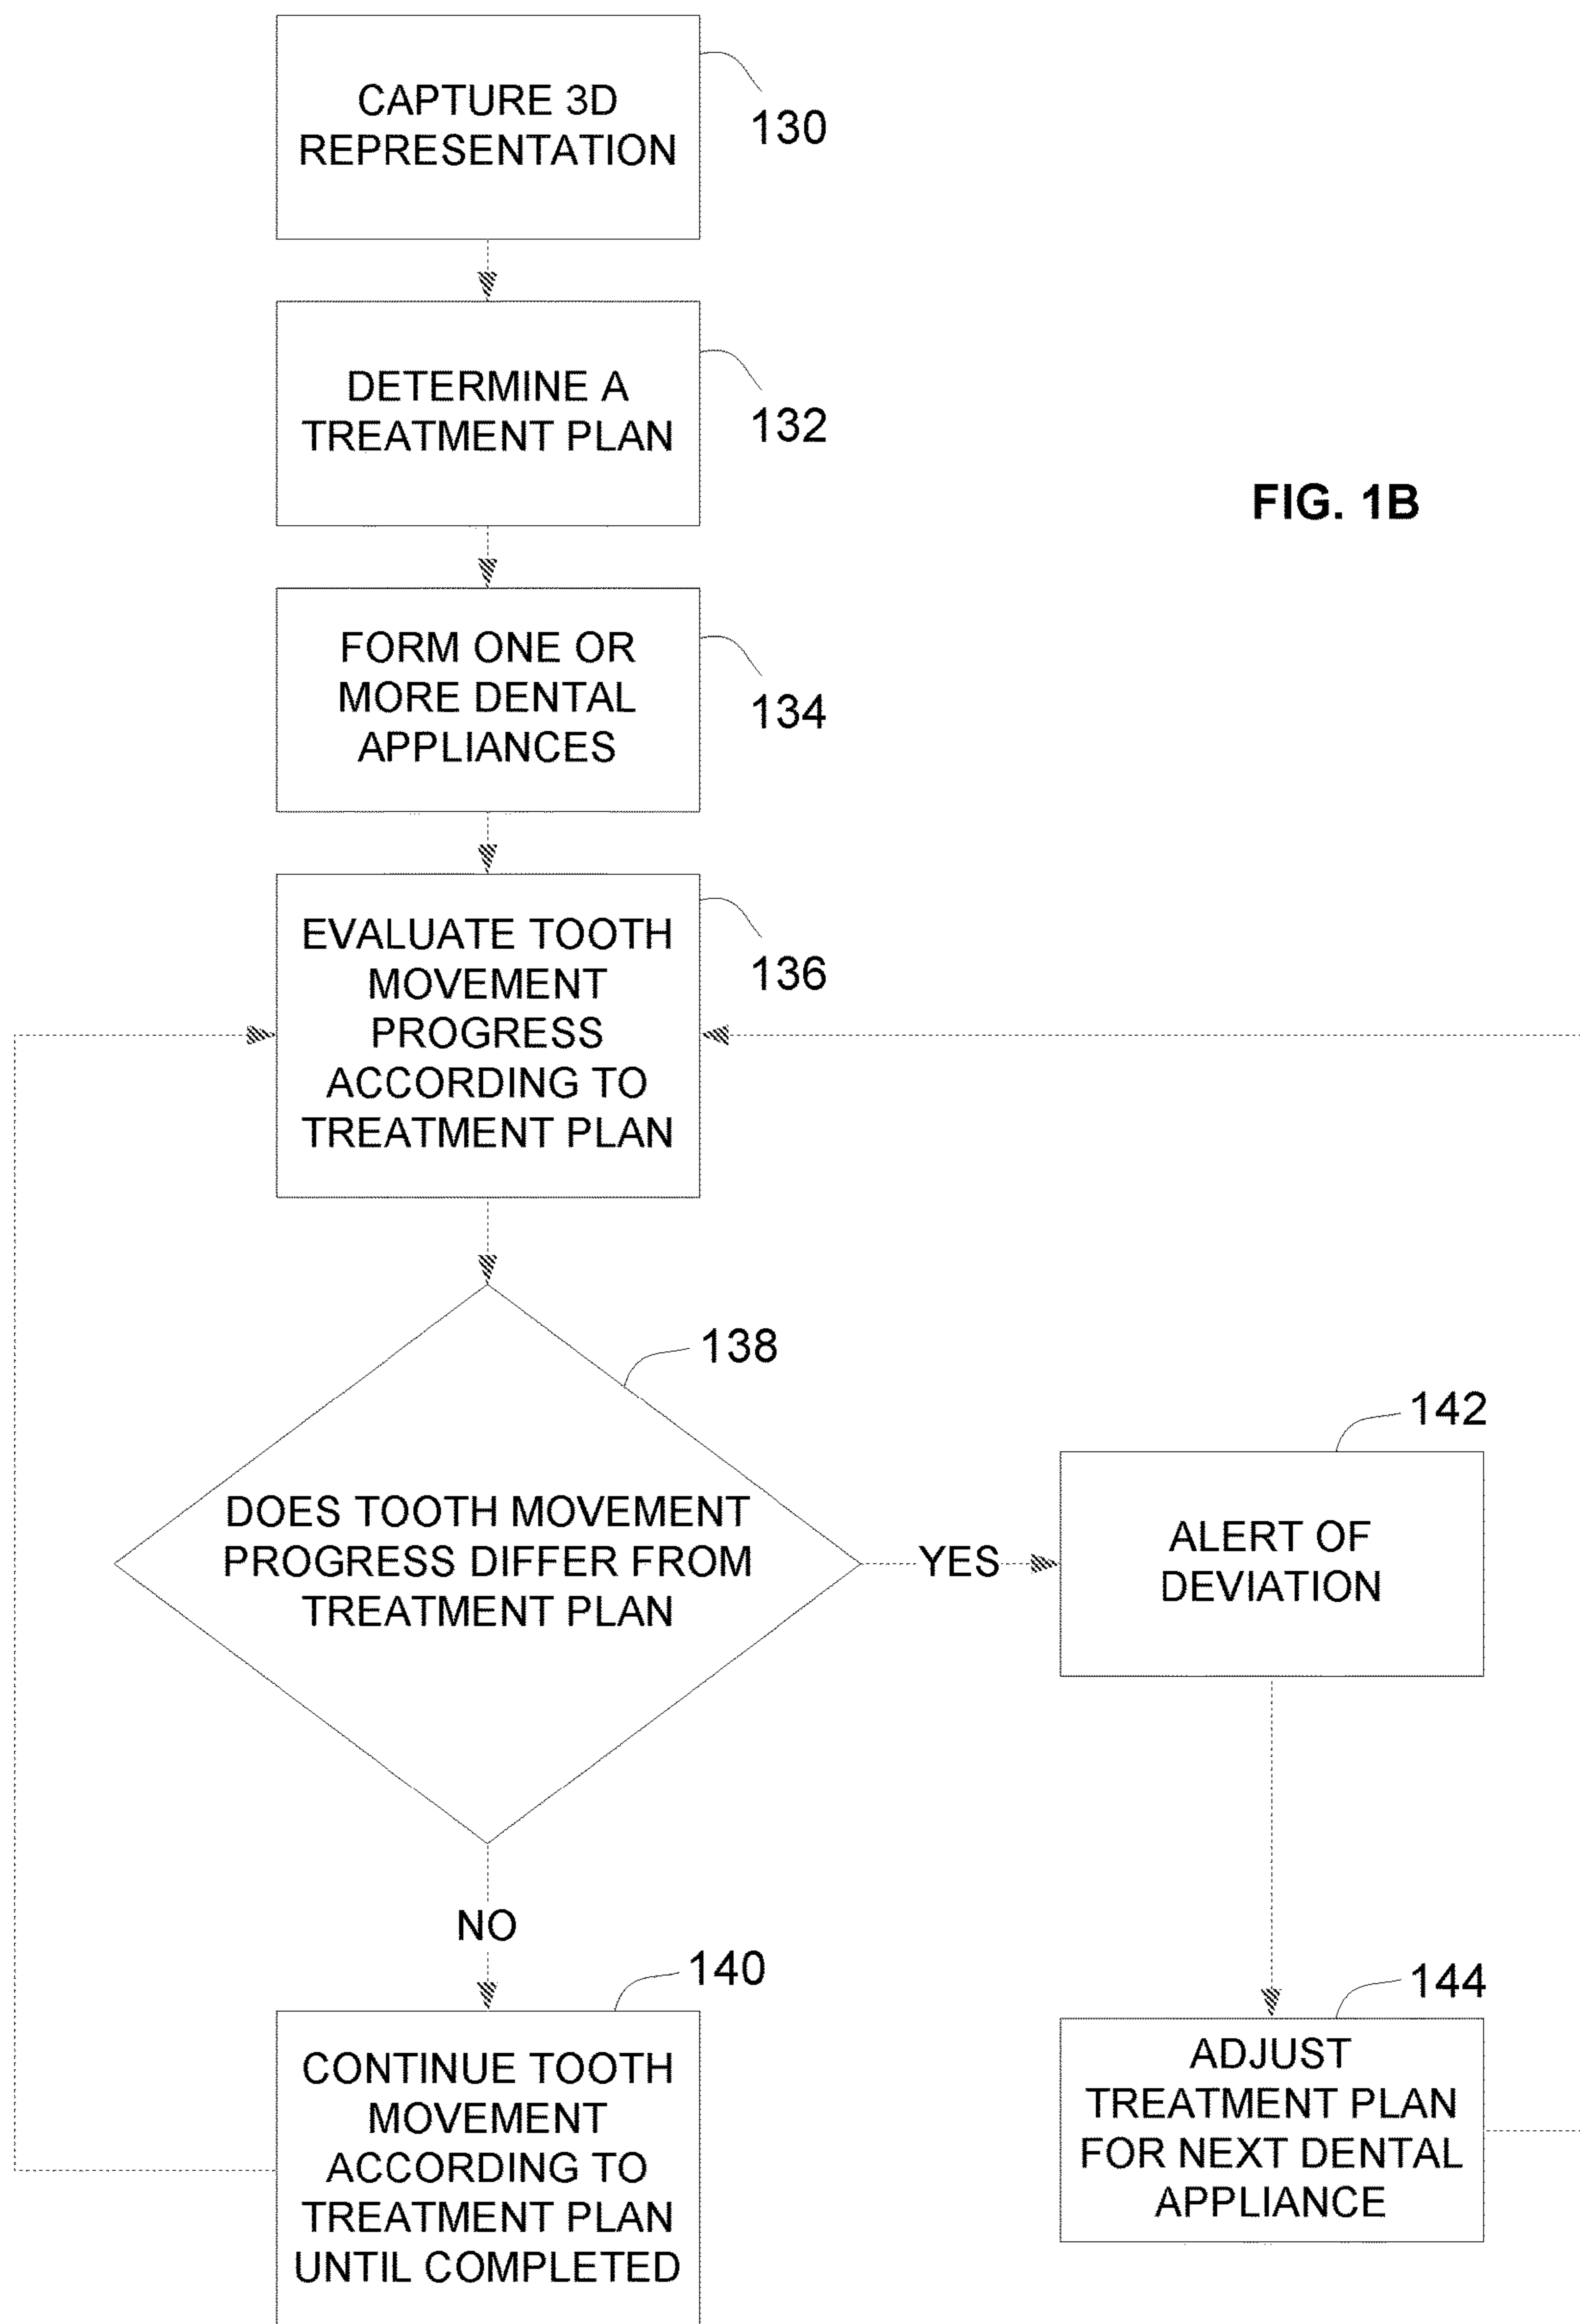 CAPTURE 3D
REPRESENTATION
130
DETERMINE A
TREATMENT PLAN
132
FIG. 1B
FORM ONE OR
MORE DENTAL
APPLIANCES
134
EVALUATE TOOTH
MOVEMENT
PROGRESS
ACCORDING TO
TREATMENT PLAN
136
138
DOES TOOTH MOVEMENT
PROGRESS DIFFER FROM
TREATMENT PLAN
YES
142
ALERT OF
DEVIATION
NO
140
CONTINUE TOOTH
MOVEMENT
ACCORDING TO
TREATMENT PLAN
UNTIL COMPLETED
144
ADJUST
TREATMENT PLAN
FOR NEXT DENTAL
APPLIANCE